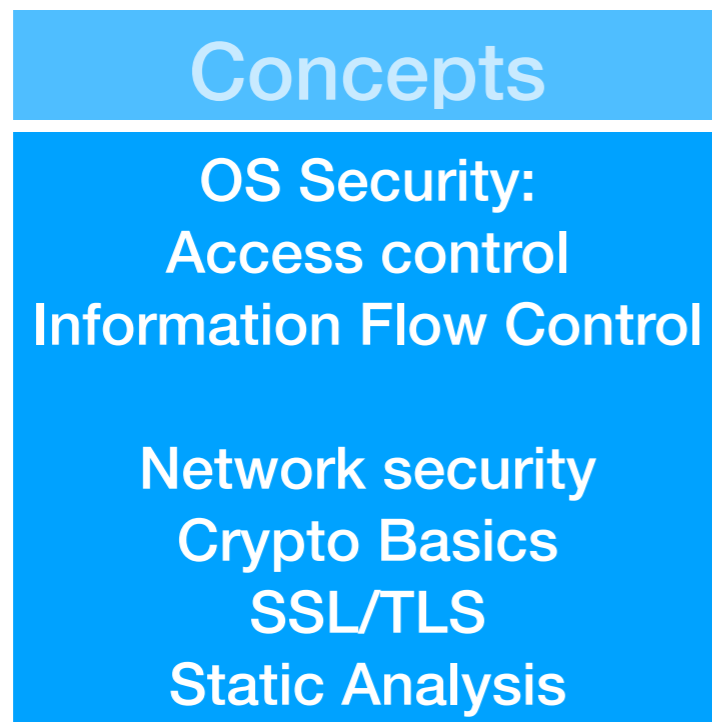 Concepts
OS Security:
Access control
Information Flow Control
Network security
Crypto Basics
SSL/TLS
Static Analysis